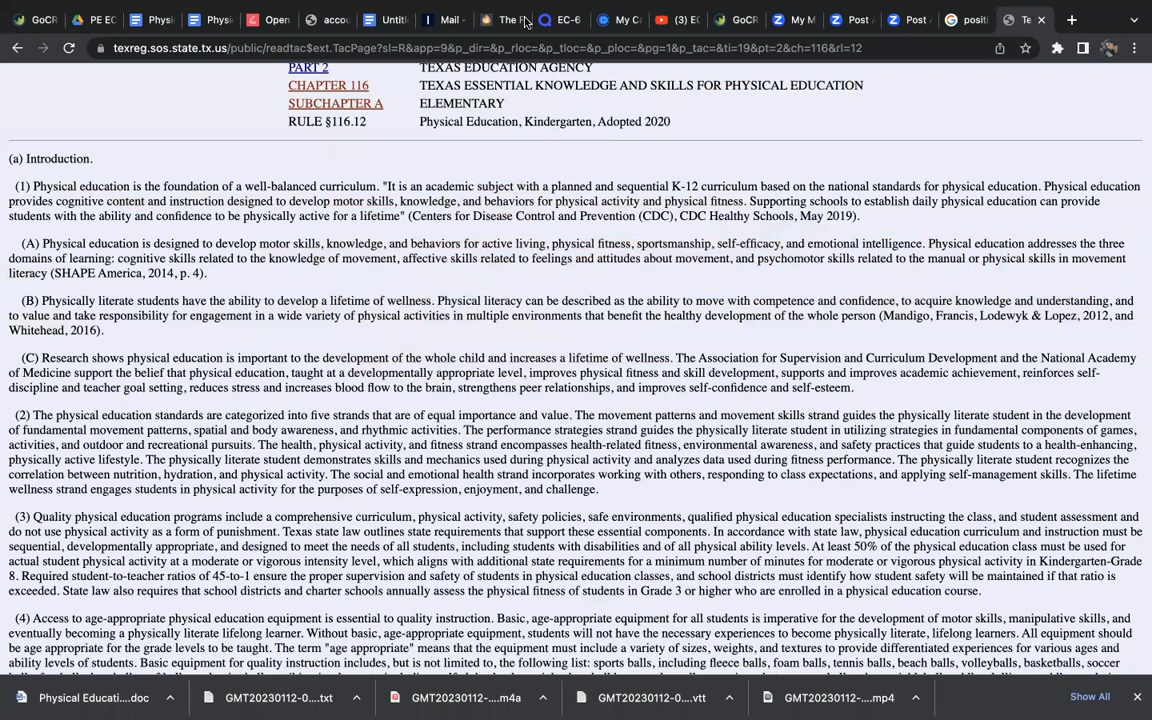 PE EC
Physi
Physi
Open
accou
Untitl
Mail -
The F
EC-6
My Ca
(3) EC
GoCR
My M
Post
Post
GoCR
positi
Te
texreg.sos.state.tx.us/public/readtac$ext.TacPage?sl=R&app=9&p_dir=&p_rloc=&p_tloc=&p_ploc=&pg=1&p_tac=&ti=19&pt=2&ch=116&rl=12
PART 2 TEXAS EDUCATION AGENCY
CHAPTER 116 TEXAS ESSENTIAL KNOWLEDGE AND SKILLS FOR PHYSICAL EDUCATION
SUBCHAPTER A ELEMENTARY
RULE §116.12 Physical Education, Kindergarten, Adopted 2020
(a) Introduction.
(1) Physical education is the foundation of a well-balanced curriculum. "It is an academic subject with a planned and sequential K-12 curriculum based on the national standards for physical education. Physical education
provides cognitive content and instruction designed to develop motor skills, knowledge, and behaviors for physical activity and physical fitness. Supporting schools to establish daily physical education can provide
students with the ability and confidence to be physically active for a lifetime" (Centers for Disease Control and Prevention (CDC), CDC Healthy Schools, May 2019).
(A) Physical education is designed to develop motor skills, knowledge, and behaviors for active living, physical fitness, sportsmanship, self-efficacy, and emotional intelligence. Physical education addresses the three
domains of learning: cognitive skills related to the knowledge of movement, affective skills related to feelings and attitudes about movement, and psychomotor skills related to the manual or physical skills in movement
literacy (SHAPE America, 2014, p. 4).
(B) Physically literate students have the ability to develop a lifetime of wellness. Physical literacy can be described as the ability to move with competence and confidence, to acquire knowledge and understanding, and
to value and take responsibility for engagement in a wide variety of physical activities in multiple environments that benefit the healthy development of the whole person (Mandigo, Francis, Lodewyk & Lopez, 2012, and
Whitehead, 2016).
(C) Research shows physical education is important to the development of the whole child and increases a lifetime of wellness. The Association for Supervision and Curriculum Development and the National Academy
of Medicine support the belief that physical education, taught at a developmentally appropriate level, improves physical fitness and skill development, supports and improves academic achievement, reinforces self-
discipline and teacher goal setting, reduces stress and increases blood flow to the brain, strengthens peer relationships, and improves self-confidence and self-esteem.
(2) The physical education standards are categorized into five strands that are of equal importance and value. The movement patterns and movement skills strand guides the physically literate student in the development
of fundamental movement patterns, spatial and body awareness, and rhythmic activities. The performance strategies strand guides the physically literate student in utilizing strategies in fundamental components of games,
activities, and outdoor and recreational pursuits. The health, physical activity, and fitness strand encompasses health-related fitness, environmental awareness, and safety practices that guide students to a health-enhancing,
physically active lifestyle. The physically literate student demonstrates skills and mechanics used during physical activity and analyzes data used during fitness performance. The physically literate student recognizes the
correlation between nutrition, hydration, and physical activity. The social and emotional health strand incorporates working with others, responding to class expectations, and applying self-management skills. The lifetime
wellness strand engages students in physical activity for the purposes of self-expression, enjoyment, and challenge.
(3) Quality physical education programs include a comprehensive curriculum, physical activity, safety policies, safe environments, qualified physical education specialists instructing the class, and student assessment and
do not use physical activity as a form of punishment. Texas state law outlines state requirements that support these essential components. In accordance with state law, physical education curriculum and instruction must be
sequential, developmentally appropriate, and designed to meet the needs of all students, including students with disabilities and of all physical ability levels. At least 50% of the physical education class must be used for
actual student physical activity at a moderate or vigorous intensity level, which aligns with additional state requirements for a minimum number of minutes for moderate or vigorous physical activity in Kindergarten-Grade
8. Required student-to-teacher ratios of 45-to-1 ensure the proper supervision and safety of students in physical education classes, and school districts must identify how student safety will be maintained if that ratio is
exceeded. State law also requires that school districts and charter schools annually assess the physical fitness of students in Grade 3 or higher who are enrolled in a physical education course.
(4) Access to age-appropriate physical education equipment is essential to quality instruction. Basic, age-appropriate equipment for all students is imperative for the development of motor skills, manipulative skills, and
eventually becoming a physically literate lifelong learner. Without basic, age-appropriate equipment, students will not have the necessary experiences to become physically literate, lifelong learners. All equipment should
be age appropriate for the grade levels to be taught. The term "age appropriate" means that the equipment must include a variety of sizes, weights, and textures to provide differentiated experiences for various ages and
ability levels of students. Basic equipment for quality instruction includes, but is not limited to, the following list: sports balls, including fleece balls, foam balls, tennis balls, beach balls, volleyballs, basketballs, soccer
Physical Educati....doc
GMT20230112-....txt
GMT20230112-....m4a
GMT20230112-....vtt
GMT20230112-....mp4
Show All